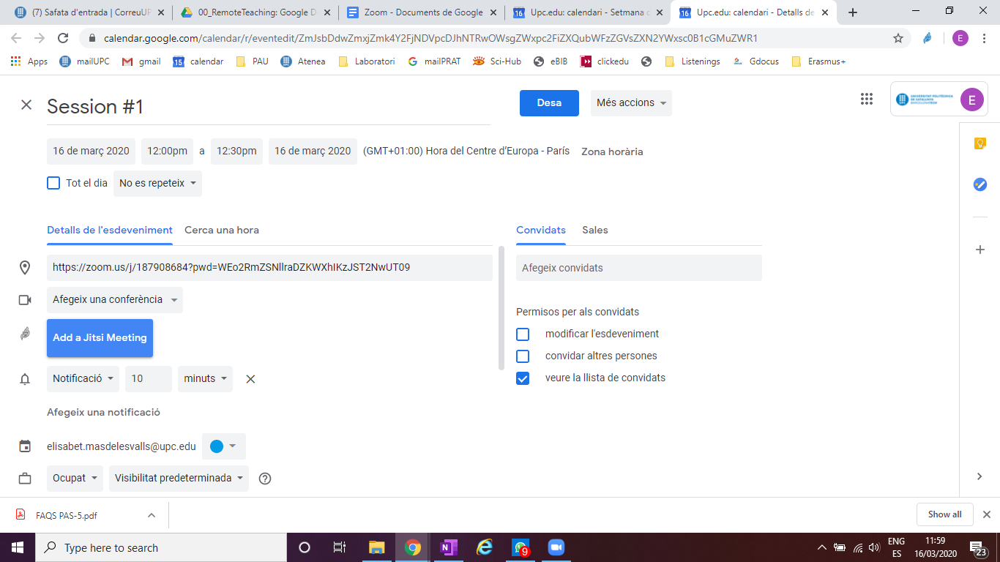 (7) Safata d'entrada | CorreuUP
00_RemoteTeaching: Google D
Zoom - Documents de Google
Upc.edu: calendari - Setmana c
Upc.edu: calendari - Detalls de
calendar.google.com/calendar/r/eventedit/ZmJsbDdwZmxjZmk4Y2FjNDVpcDJhNTRwOWsgZWxpc2FiZXQubWFzZGVsZXN2YWxsc0B1cGMuZWR1
E
Apps
mailUPC
gmail
calendar
PAU
Atenea
Laboratori
mailPRAT
Sci-Hub
eBIB
clickedu
Listenings
Gdocus
Erasmus+
Session #1
Desa
Més accions
UNIVERSITAT POLITÈCNICA
DE CATALUNYA
BARCELONATECH
E
16 de març 2020 12:00pm a 12:30pm 16 de març 2020 (GMT+01:00) Hora del Centre d'Europa - París Zona horària
Tot el dia No es repeteix
Detalls de l'esdeveniment Cerca una hora
Convidats Sales
https://zoom.us/j/187908684?pwd=WEo2RmZSNllraDZKWXhIKzJST2NwUT09
Afegeix convidats
Afegeix una conferència
Permisos per als convidats
Add a Jitsi Meeting
modificar l'esdeveniment
convidar altres persones
Notificació 10 minuts
veure la llista de convidats
Afegeix una notificació
elisabet.masdelesvalls@upc.edu
Ocupat Visibilitat predeterminada
FAQS PAS-5.pdf
Show all
Type here to search
9
ENG
ES
11:59
16/03/2020
23